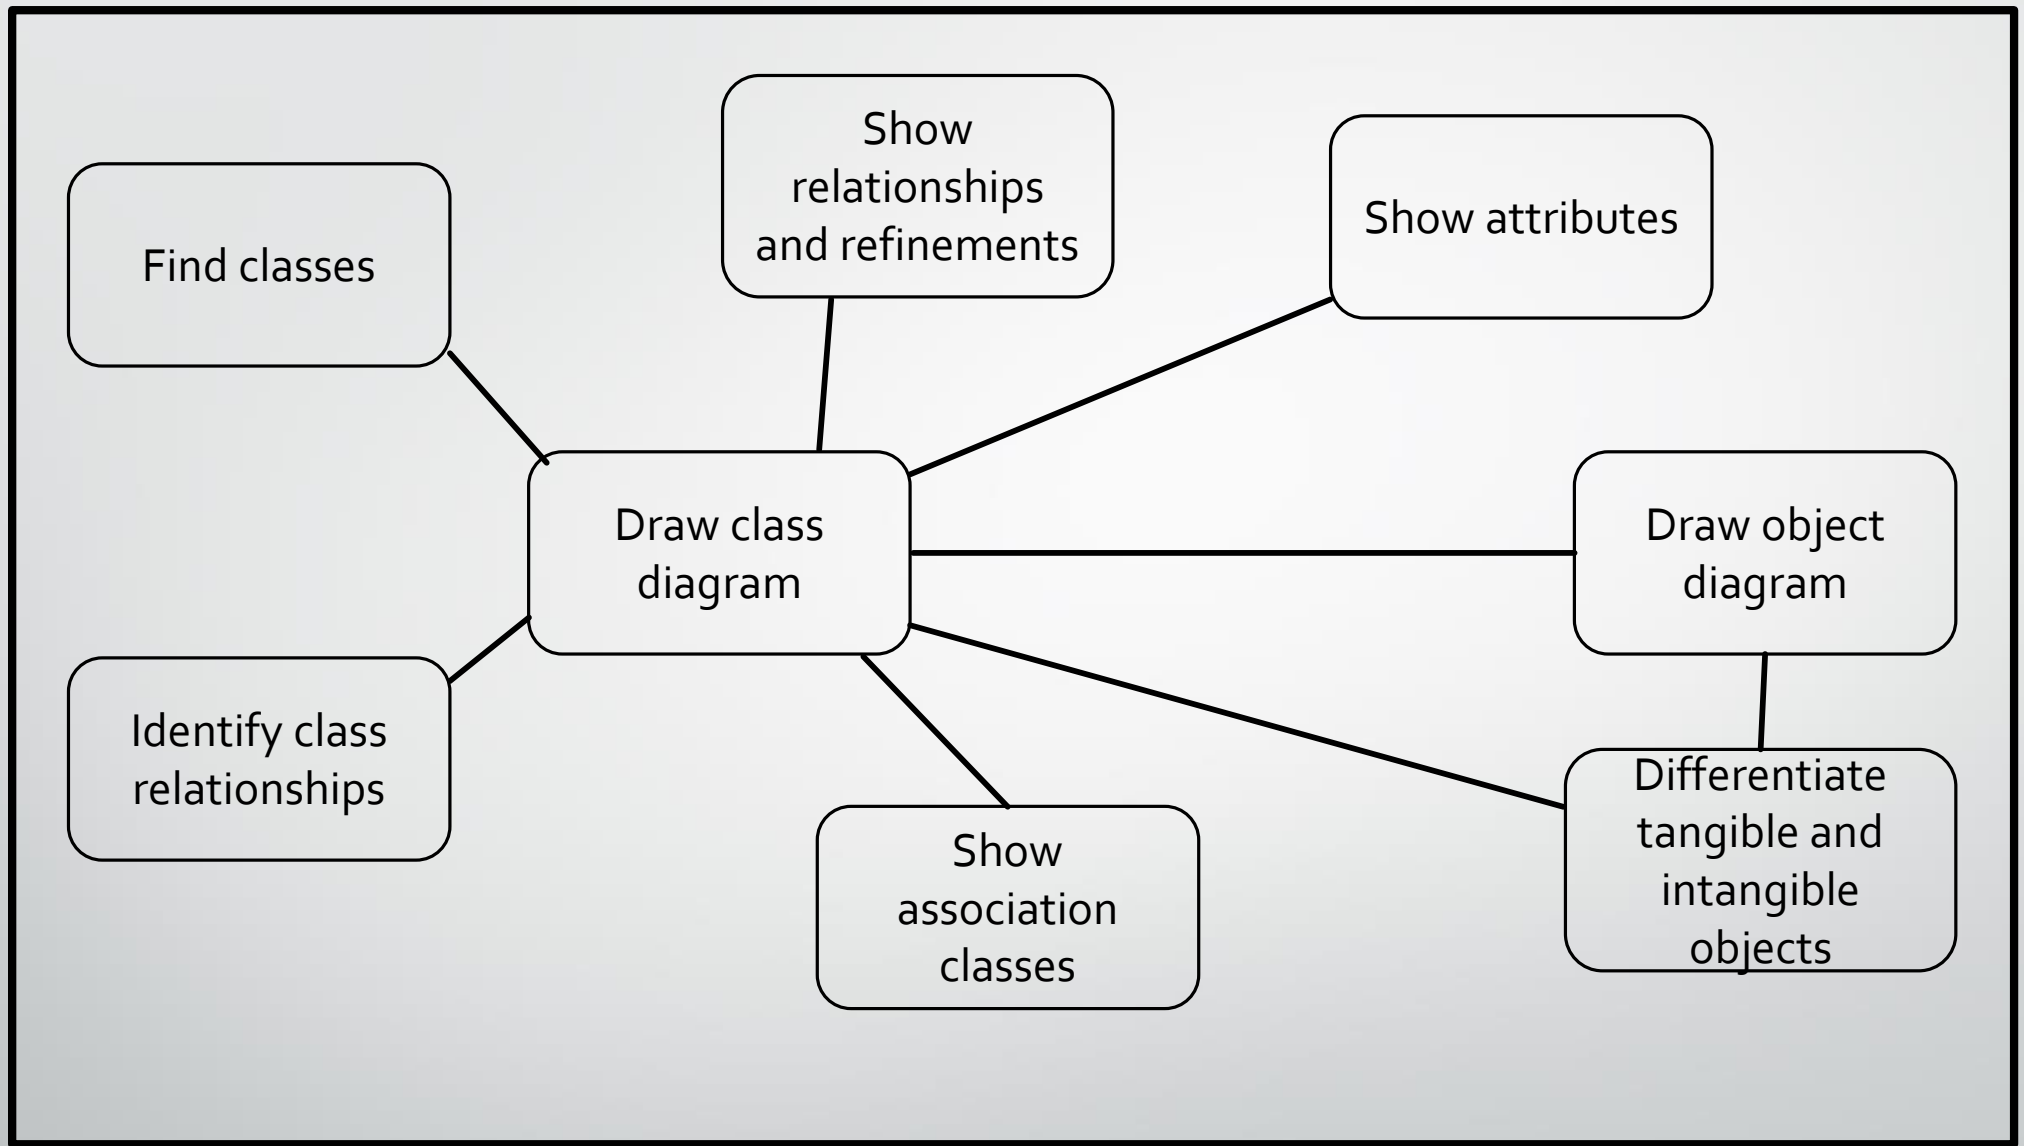 Show
relationships
and refinements
Show attributes
Find classes
Draw class
diagram
Draw object
diagram
Identify class
relationships
Differentiate
tangible and
intangible
objects
Show
association
classes